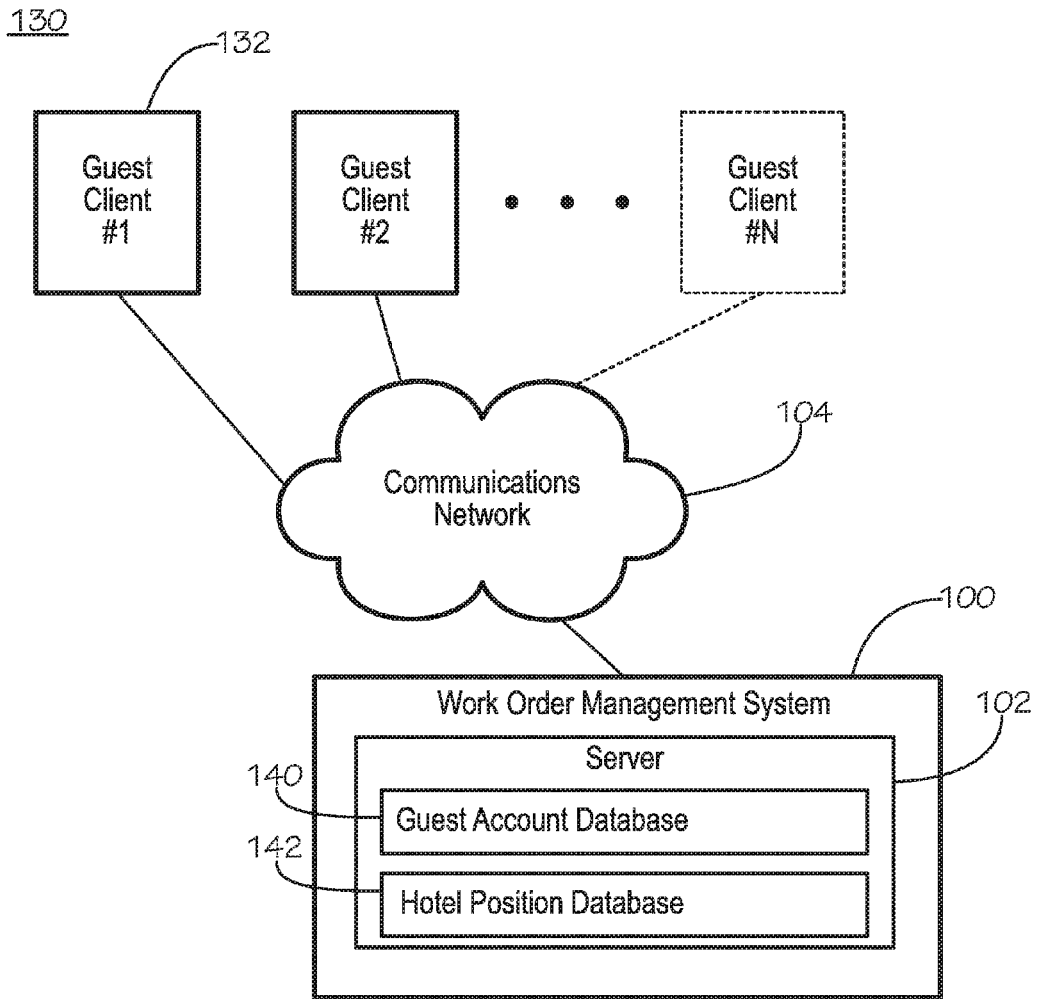 130
132
Guest
Client
#1
Guest
Client
#2
Guest
Client
#N
104
Communications
Network
100
Work Order Management System
102
Server
140
Guest Account Database
142
Hotel Position Database